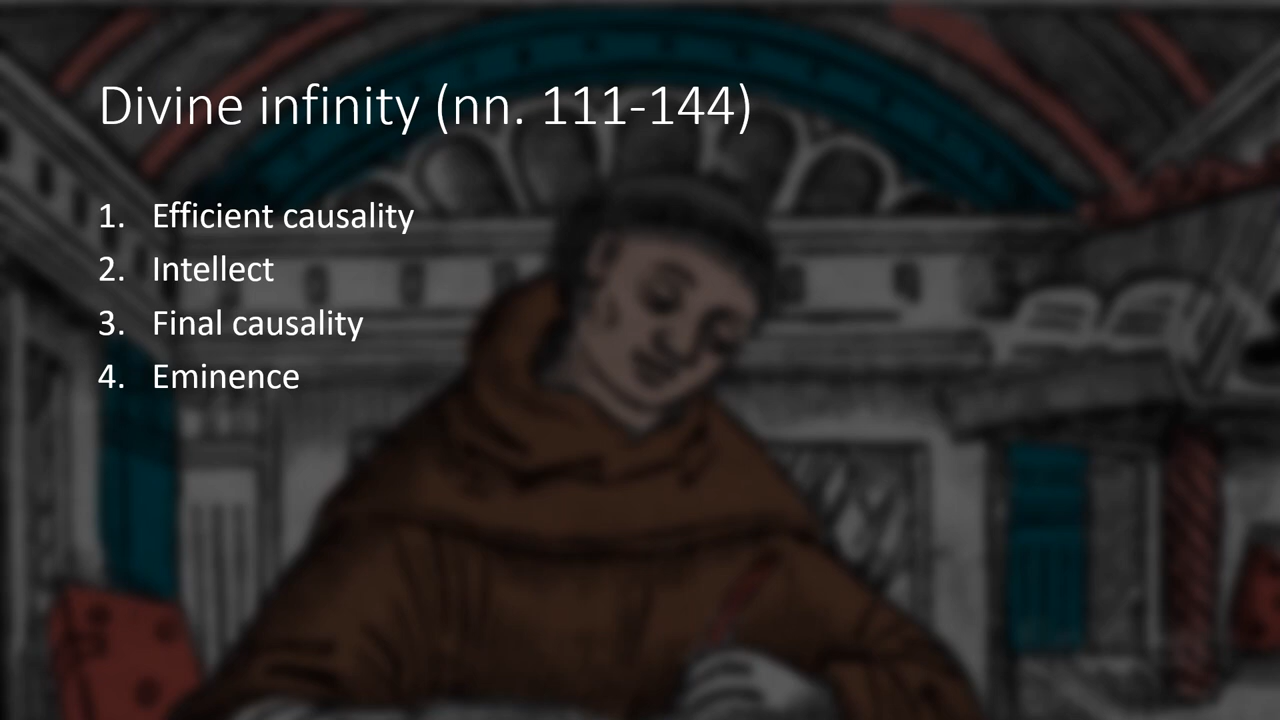 Divine infinity (nn. 111-144)
1. Efficient causality
2. Intellect
3. Final causality
4. Eminence